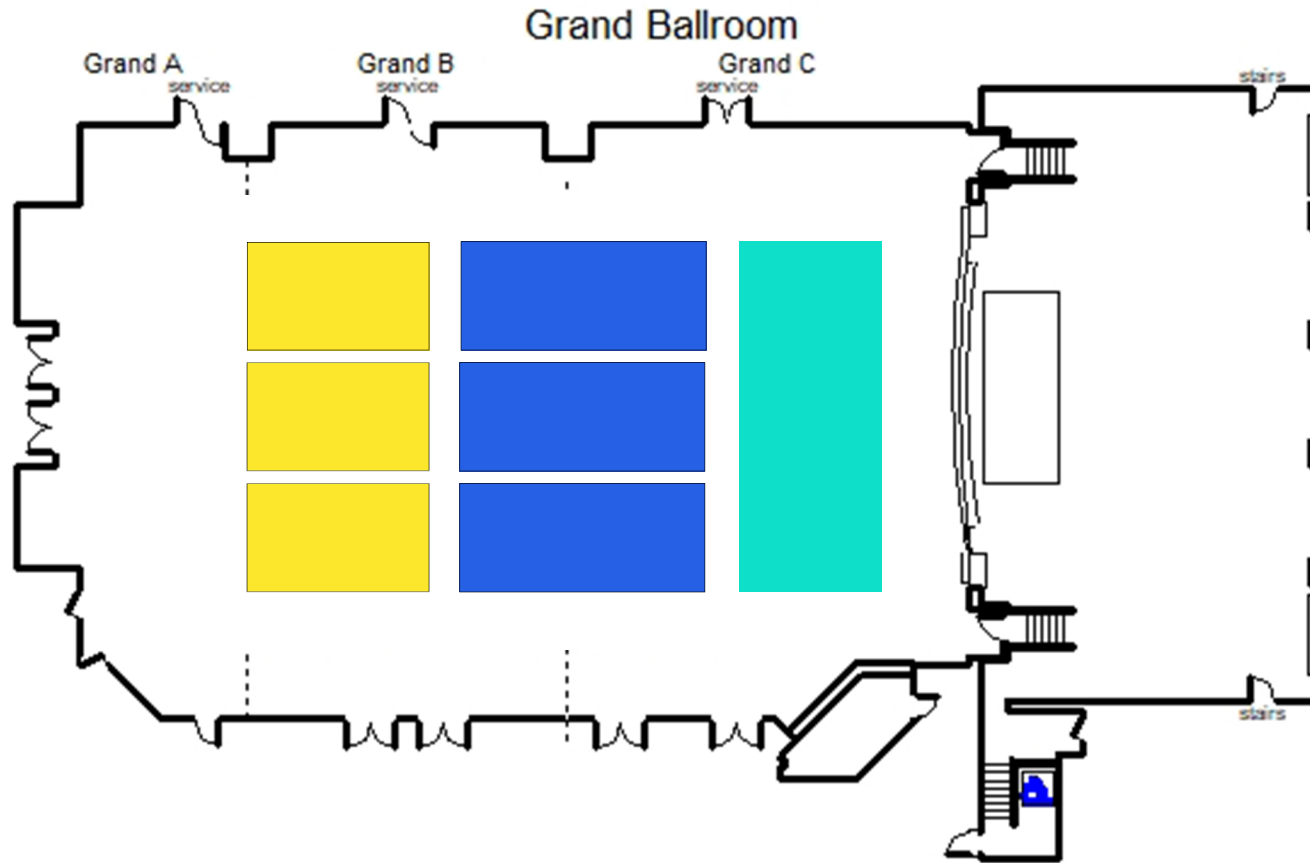 Grand Ballroom
Grand A
Grand B
Grand C
service
service
service
stairs
stairs